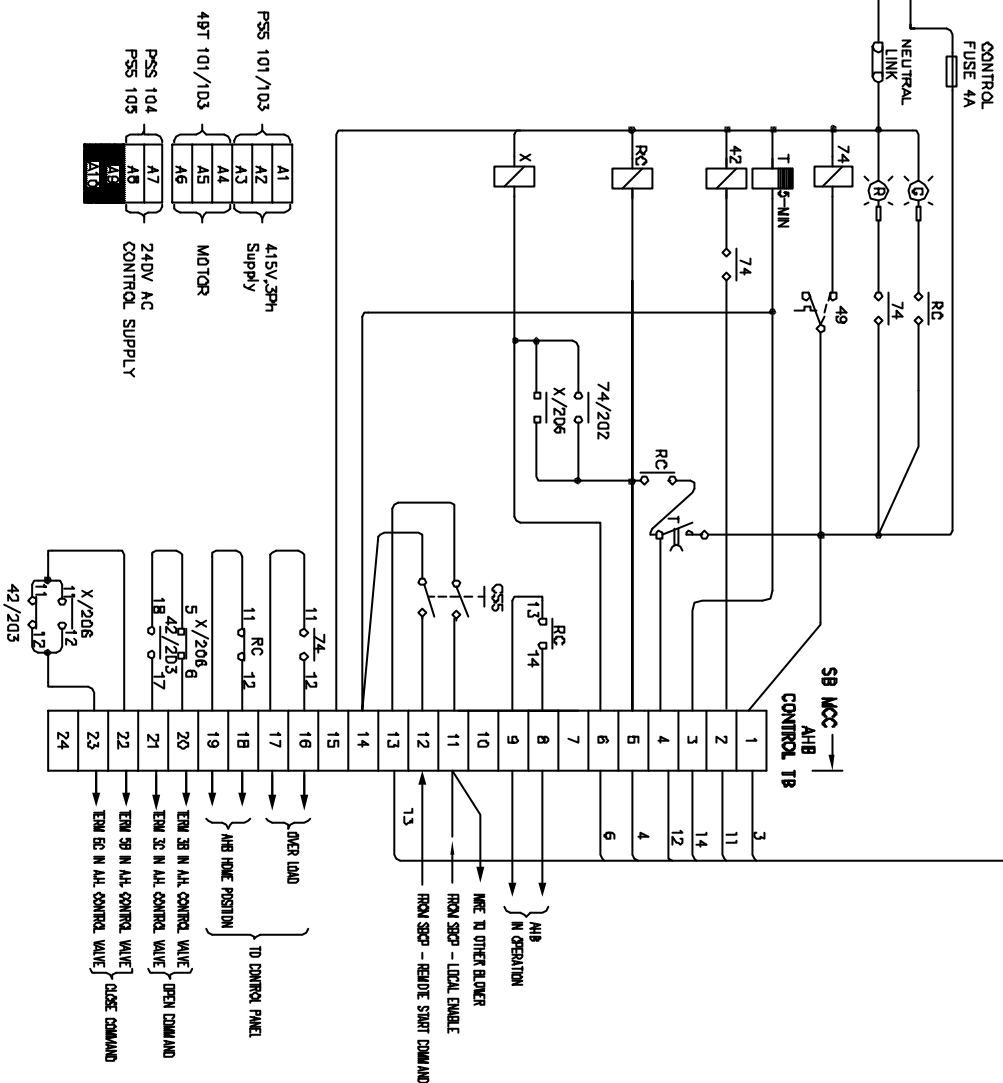 CONTROL
FUSE 4A
NEUTRAL
LINK
PSS 101/103
49T 101/103
PSS 104
PSS 105
A1
A2
A3
A4
A5
A6
A7
A8
A9
A10
415V,3Ph
Supply
MOTOR
240V AC
CONTROL SUPPLY
X
RC
42
T
5-MIN
74
R
G
74
49
74
RC
74/202
X/206
RC
T
CSS
RC
13
14
74
11
12
RC
11
12
X/206
5
6
42/203
18
17
X/206
11
12
42/203
11
12
SB MCC
AHB
CONTROL TB
24
23
22
21
20
19
18
17
16
15
14
13
12
11
10
9
8
7
6
5
4
3
2
1
13
6
4
12
14
11
3
AHB
IN OPERATION
WIRE TO OTHER BLOWER
FROM SBCP - LOCAL ENABLE
FROM SBCP - REMOTE START COMMAND
OVER LOAD
AHB HOME POSITION
TO CONTROL PANEL
TERM 3B IN A.H. CONTROL VALVE
TERM 3C IN A.H. CONTROL VALVE
OPEN COMMAND
TERM 5B IN A.H. CONTROL VALVE
TERM 6C IN A.H. CONTROL VALVE
CLOSE COMMAND